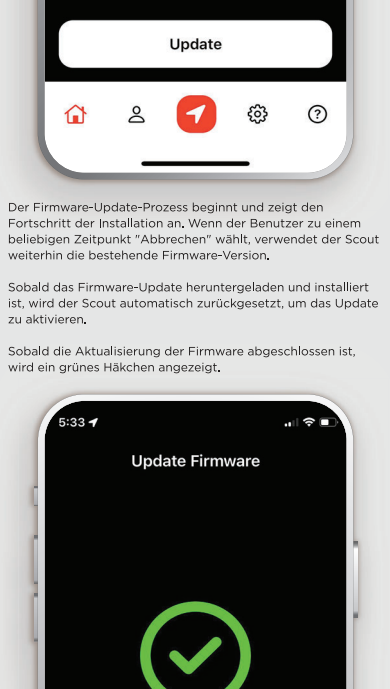 Update
Der Firmware-Update-Prozess beginnt und zeigt den
Fortschritt der Installation an. Wenn der Benutzer zu einem
beliebigen Zeitpunkt "Abbrechen" wählt, verwendet der Scout
weiterhin die bestehende Firmware-Version.
Sobald das Firmware-Update heruntergeladen und installiert
ist, wird der Scout automatisch zurückgesetzt, um das Update
zu aktivieren.
Sobald die Aktualisierung der Firmware abgeschlossen ist,
wird ein grünes Häkchen angezeigt.
5:33
Update Firmware